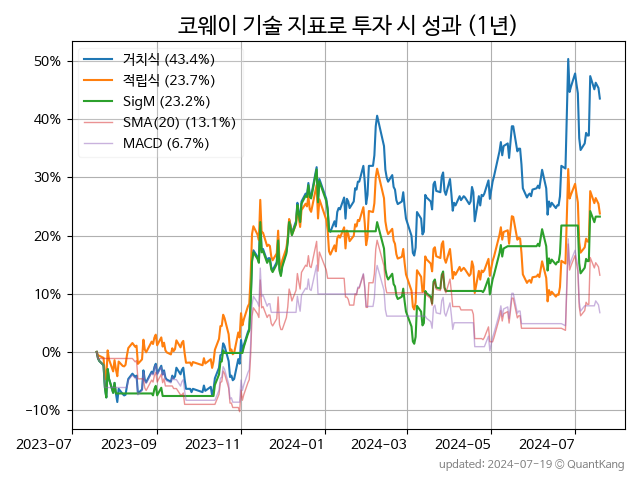 코웨이 기술 지표로 투자 시 성과 (1년)
거치식 (43.4%)
적립식 (23.7%)
SigM (23.2%)
SMA(20) (13.1%)
MACD (6.7%)
50%
40%
30%
20%
10%
0%
−10%
2023-07 2023-09 2023-11 2024-01 2024-03 2024-05 2024-07
updated: 2024-07-19 © QuantKang